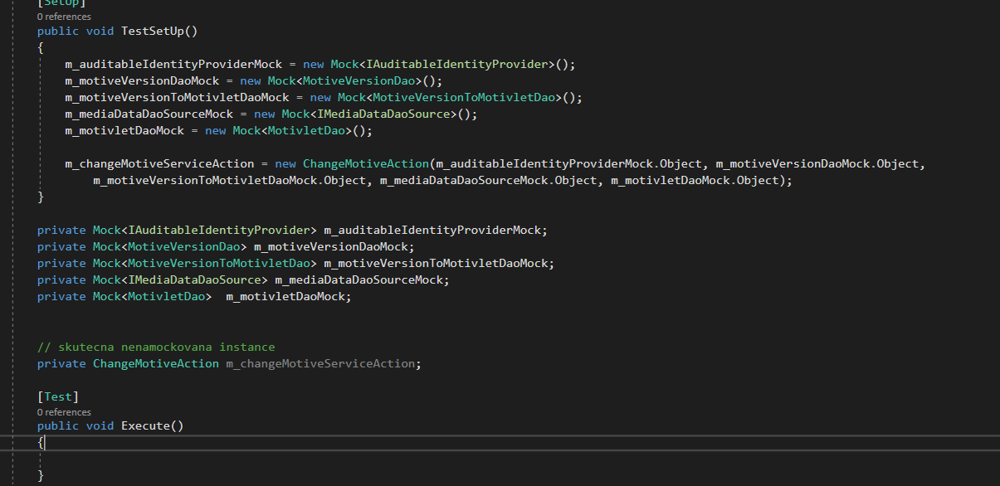 [SetUp]
0 references
public void TestSetUp()
{
m_auditableIdentityProviderMock = new Mock<IAuditableIdentityProvider>();
m_motiveVersionDaoMock = new Mock<MotiveVersionDao>();
m_motiveVersionToMotivletDaoMock = new Mock<MotiveVersionToMotivletDao>();
m_mediaDataDaoSourceMock = new Mock<IMediaDataDaoSource>();
m_motivletDaoMock = new Mock<MotivletDao>();
m_changeMotiveServiceAction = new ChangeMotiveAction(m_auditableIdentityProviderMock.Object, m_motiveVersionDaoMock.Object,
m_motiveVersionToMotivletDaoMock.Object, m_mediaDataDaoSourceMock.Object, m_motivletDaoMock.Object);
}
private Mock<IAuditableIdentityProvider> m_auditableIdentityProviderMock;
private Mock<MotiveVersionDao> m_motiveVersionDaoMock;
private Mock<MotiveVersionToMotivletDao> m_motiveVersionToMotivletDaoMock;
private Mock<IMediaDataDaoSource> m_mediaDataDaoSourceMock;
private Mock<MotivletDao>  m_motivletDaoMock;
// skutecna nenamockovana instance
private ChangeMotiveAction m_changeMotiveServiceAction;
[Test]
0 references
public void Execute()
{
}